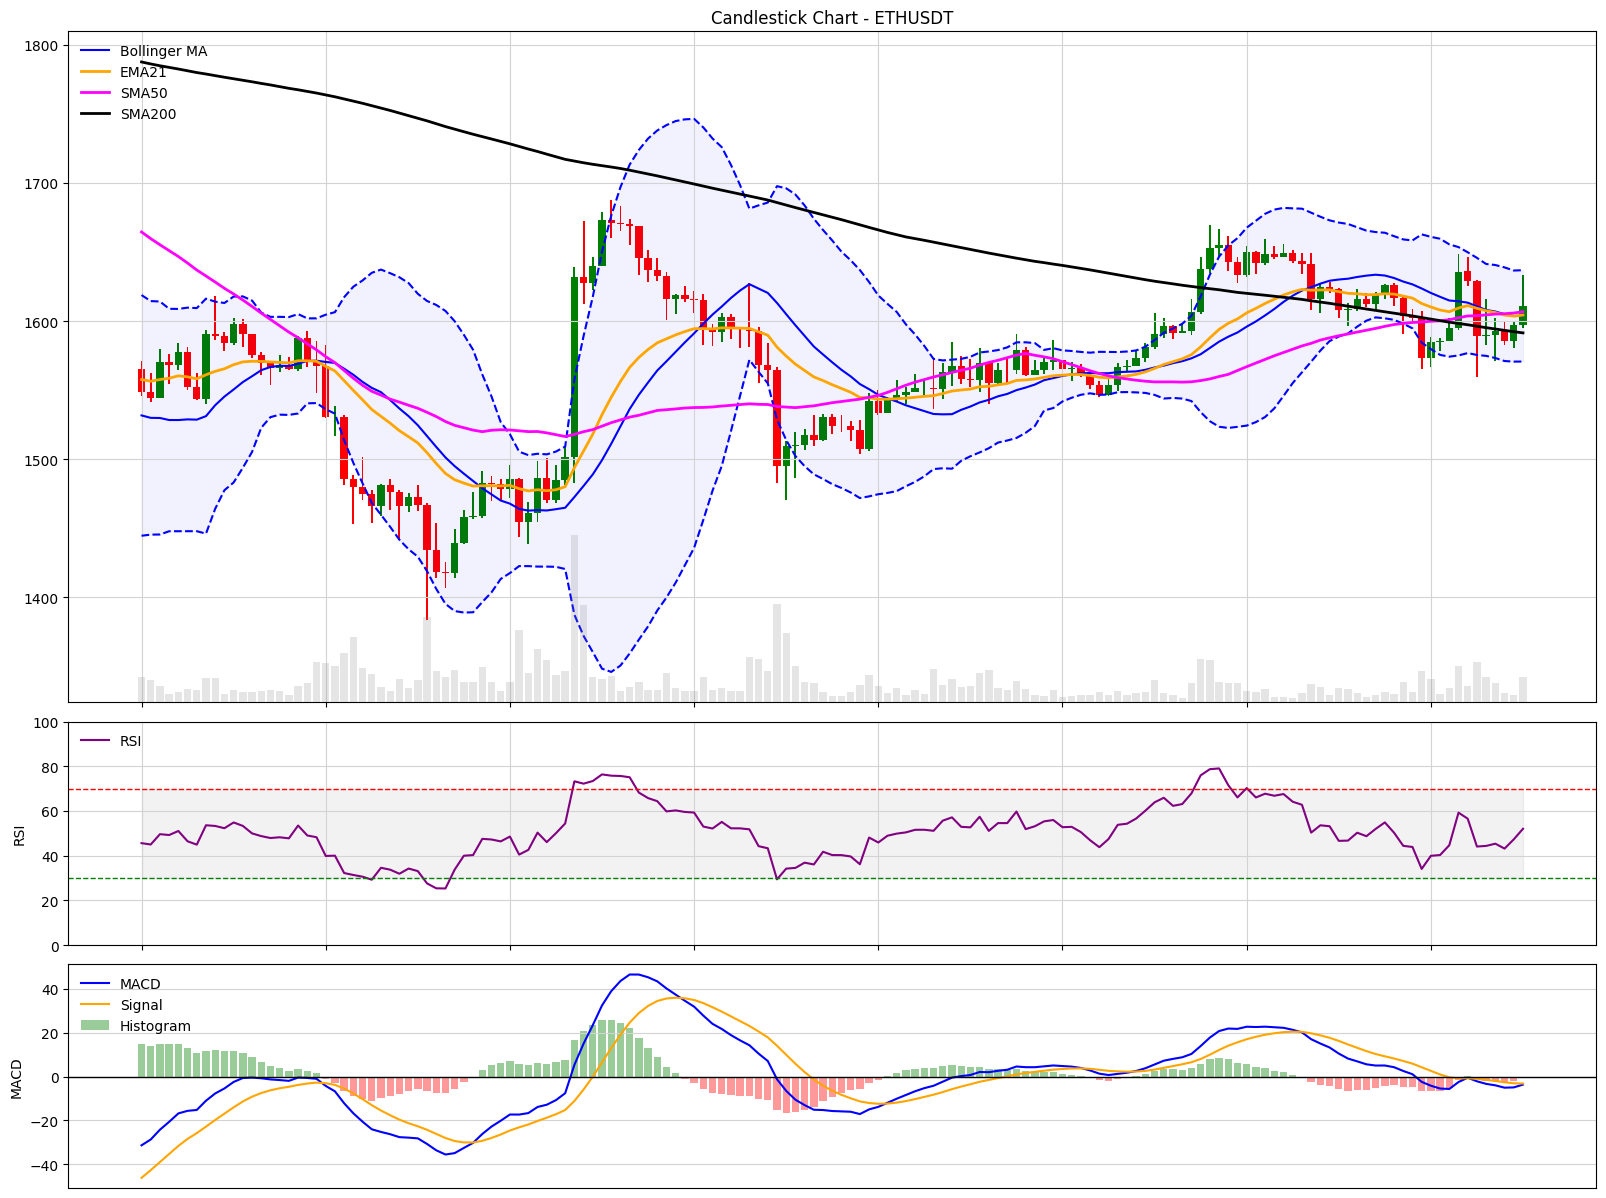 Candlestick Chart - ETHUSDT
1800
1700
1600
1500
1400
Bollinger MA
EMA21
SMA50
SMA200
100
80
60
40
20
0
RSI
RSI
40
20
0
−20
−40
MACD
MACD
Signal
Histogram